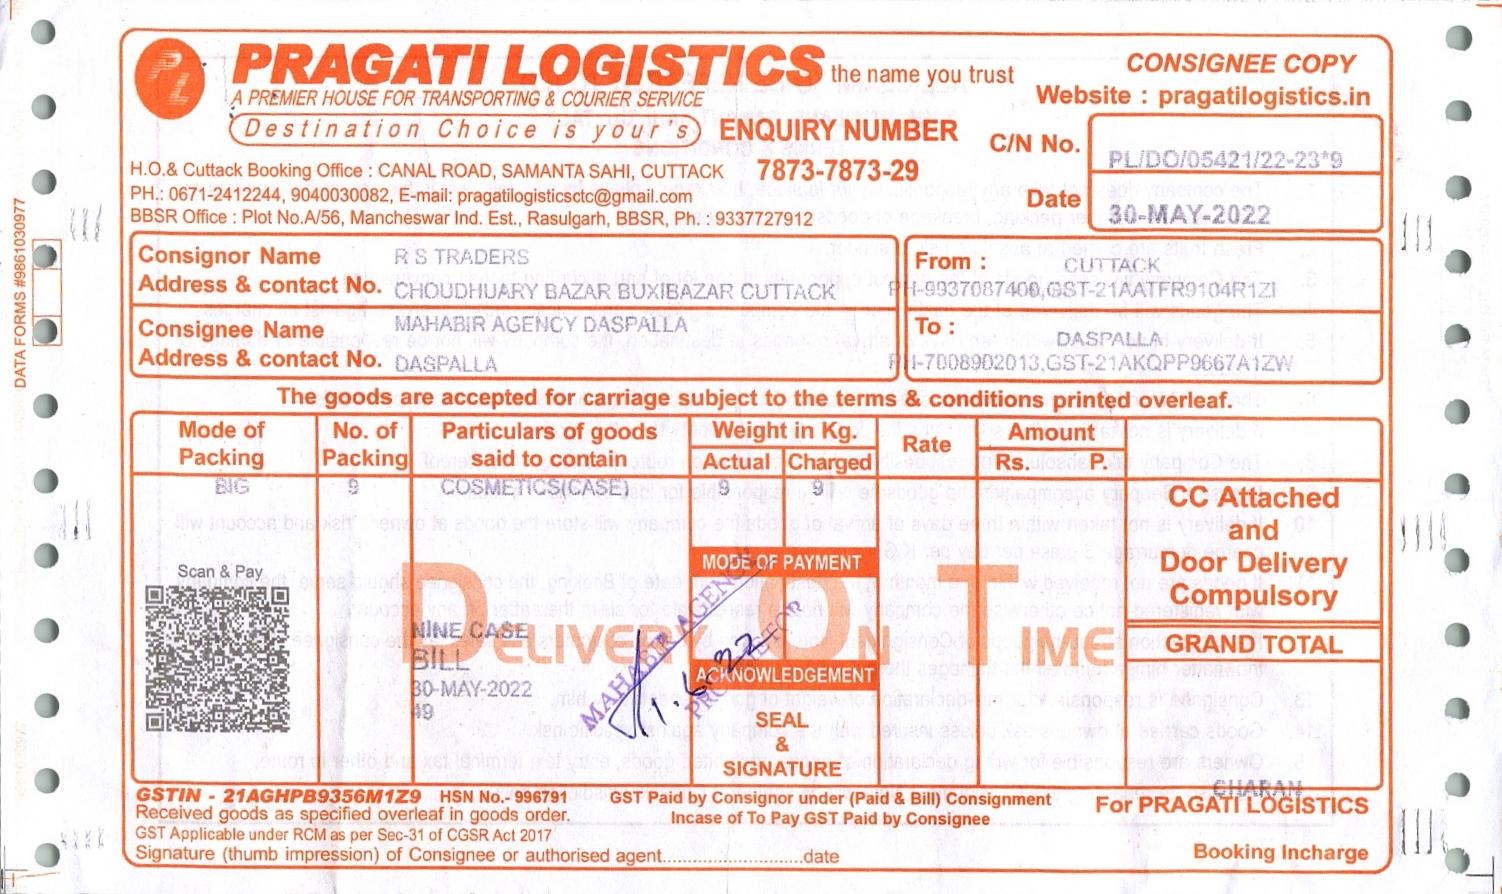 PRAGATI LOGISTICS the name you trust
A PREMIER HOUSE FOR TRANSPORTING & COURIER SERVICE
Destination Choice is your's
CONSIGNEE COPY
Website : pragatilogistics.in
ENQUIRY NUMBER
7873-7873-29
C/N No. PL/DO/05421/22-23*9
Date 30-MAY-2022
H.O.& Cuttack Booking Office : CANAL ROAD, SAMANTA SAHI, CUTTACK
PH.: 0671-2412244, 9040030082, E-mail: pragatilogisticsctc@gmail.com
BBSR Office : Plot No.A/56, Mancheswar Ind. Est., Rasulgarh, BBSR, Ph. : 9337727912
DATA FORMS #9861030977
Consignor Name R S TRADERS
Address & contact No. CHOUDHUARY BAZAR BUXIBAZAR CUTTACK
From : CUTTACK
PH-9937087400,GST-21AATFR9104R1ZI
Consignee Name MAHABIR AGENCY DASPALLA
Address & contact No. DASPALLA
To : DASPALLA
PH-7008902013,GST-21AKQPP9667A1ZW
The goods are accepted for carriage subject to the terms & conditions printed overleaf.
Mode of Packing No. of Packing Particulars of goods said to contain Weight in Kg. Actual Charged Rate Amount Rs. P.
BIG 9 COSMETICS(CASE) 9 9
CC Attached
and
Door Delivery
Compulsory
GRAND TOTAL
Scan & Pay
MODE OF PAYMENT
DELIVERY ON TIME
NINE CASE
BILL
30-MAY-2022
49
MAHABIR AGENCY
PROPRIETOR
1.6.22
ACKNOWLEDGEMENT
SEAL
&
SIGNATURE
CHARAN
GSTIN - 21AGHPB9356M1Z9 HSN No.- 996791
GST Paid by Consignor under (Paid & Bill) Consignment
Incase of To Pay GST Paid by Consignee
For PRAGATI LOGISTICS
Received goods as specified overleaf in goods order.
GST Applicable under RCM as per Sec-31 of CGSR Act 2017
Signature (thumb impression) of Consignee or authorised agent..............................date
Booking Incharge